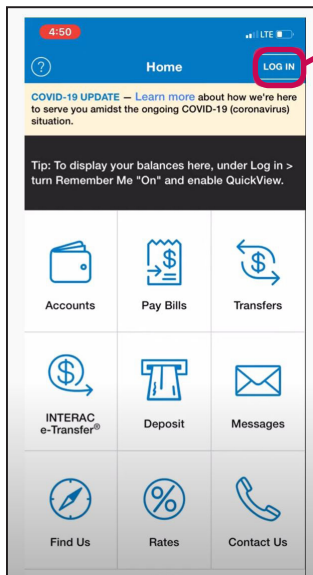 4:50
LTE
?
Home
LOG IN
COVID-19 UPDATE — Learn more about how we're here
to serve you amidst the ongoing COVID-19 (coronavirus)
situation.
Tip: To display your balances here, under Log in >
turn Remember Me "On" and enable QuickView.
$
$
Accounts
Pay Bills
Transfers
$
INTERAC
e-Transfer®
Deposit
Messages
%
Find Us
Rates
Contact Us